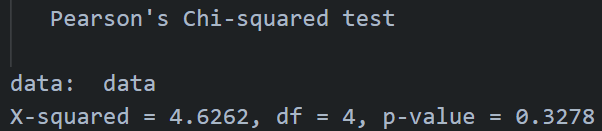 Pearson's Chi-squared test
data:  data
X-squared = 4.6262, df = 4, p-value = 0.3278